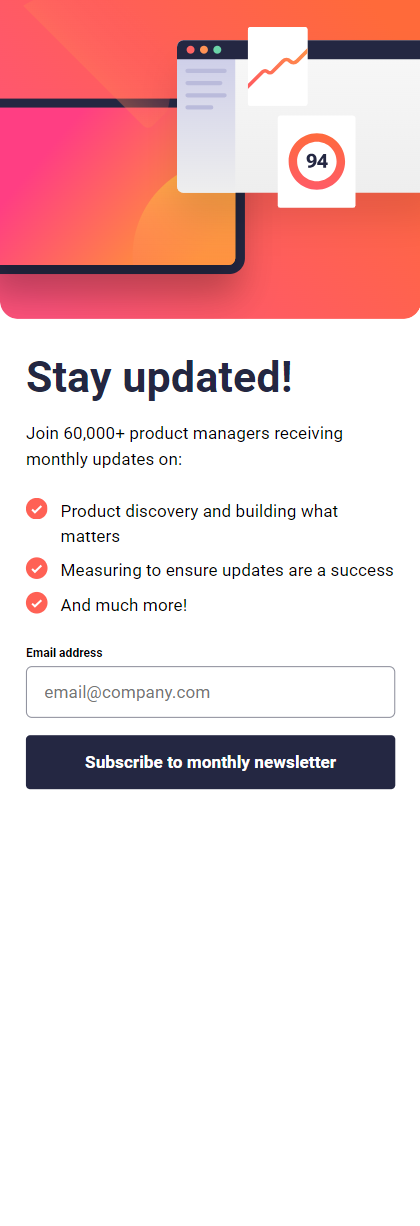 94
Stay updated!
Join 60,000+ product managers receiving
monthly updates on:
Product discovery and building what
matters
Measuring to ensure updates are a success
And much more!
Email address
email@company.com
Subscribe to monthly newsletter